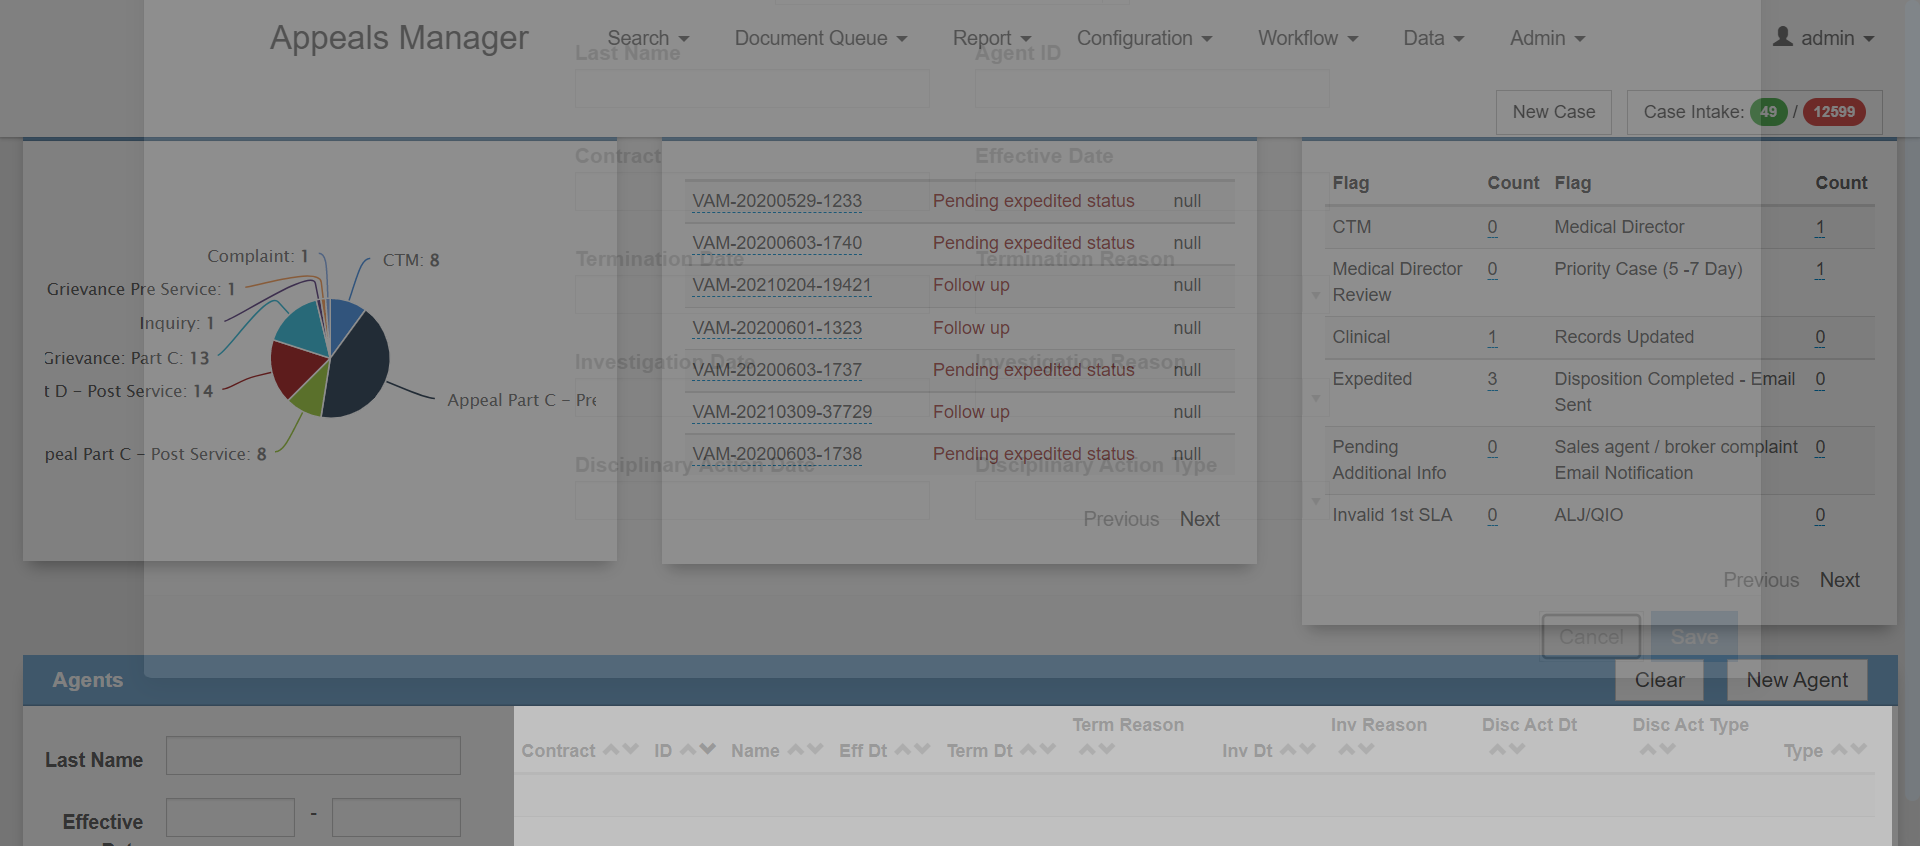 Appeals Manager
Search
Document Queue
Report
Configuration
Workflow
Data
Admin
admin
Last Name
Agent ID
New Case
Case Intake: 49 / 12599
Contract
Effective Date
Termination Date
Termination Reason
Investigation Date
Investigation Reason
Disciplinary Action Date
Disciplinary Action Type
Cancel
Save
Complaint: 1
CTM: 8
Grievance Pre Service: 1
Inquiry: 1
Grievance: Part C: 13
t D - Post Service: 14
Appeal Part C - Pre
peal Part C - Post Service: 8
VAM-20200529-1233 Pending expedited status null
VAM-20200603-1740 Pending expedited status null
VAM-20210204-19421 Follow up null
VAM-20200601-1323 Follow up null
VAM-20200603-1737 Pending expedited status null
VAM-20210309-37729 Follow up null
VAM-20200603-1738 Pending expedited status null
Previous Next
Flag Count Flag Count
CTM 0 Medical Director 1
Medical Director Review 0 Priority Case (5 -7 Day) 1
Clinical 1 Records Updated 0
Expedited 3 Disposition Completed - Email Sent 0
Pending Additional Info 0 Sales agent / broker complaint Email Notification 0
Invalid 1st SLA 0 ALJ/QIO 0
Previous Next
Agents
Clear
New Agent
Last Name
Effective
-
Contract ID Name Eff Dt Term Dt Term Reason Inv Dt Inv Reason Disc Act Dt Disc Act Type Type